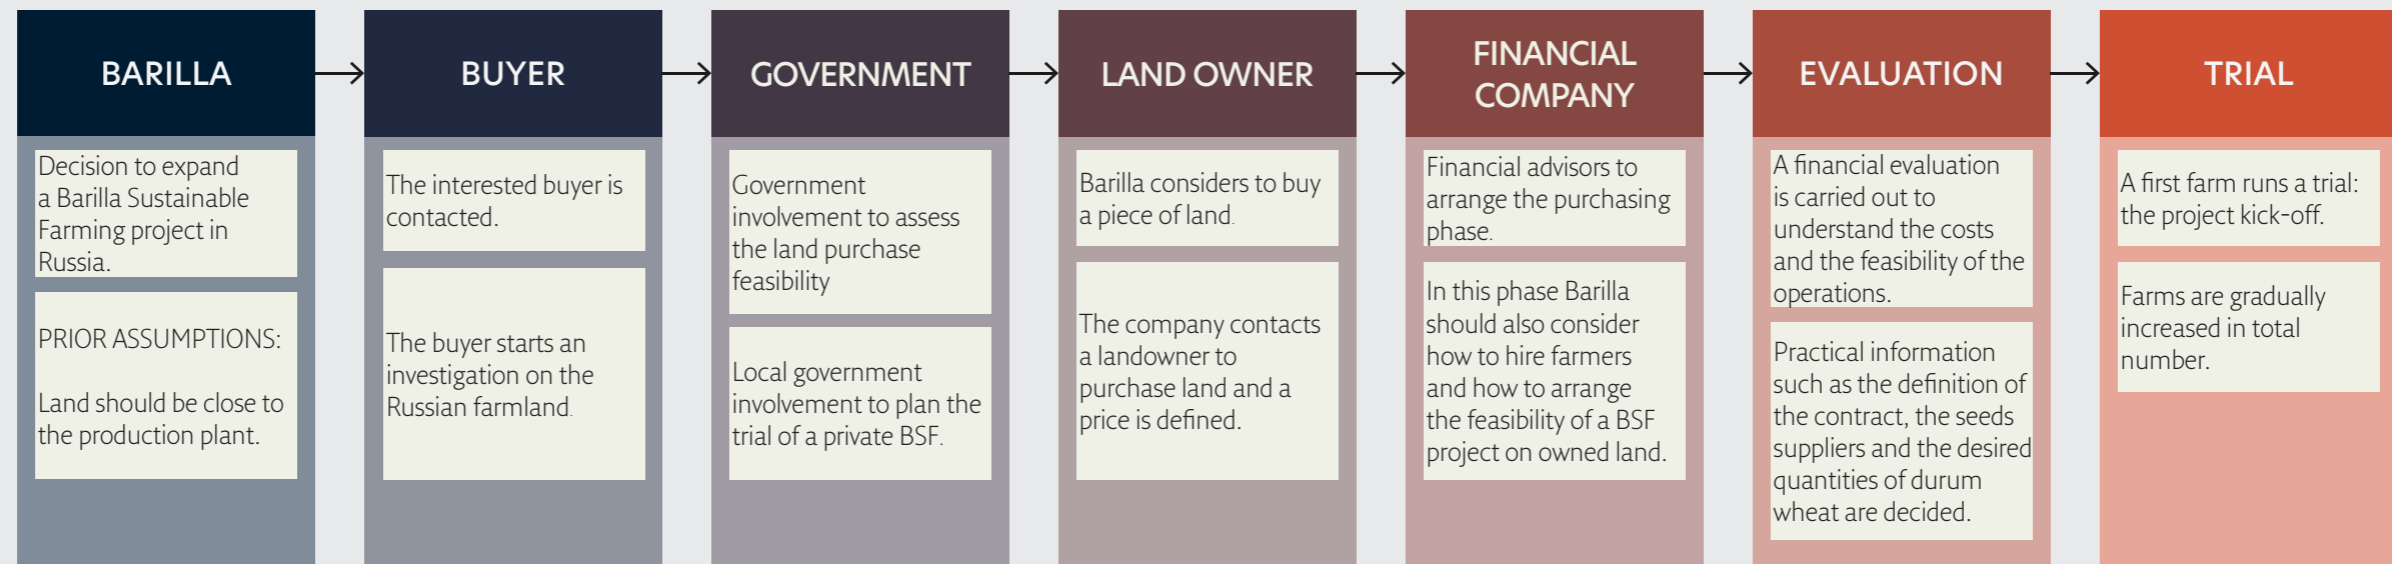 BARILLA
Decision to expand
a Barilla Sustainable
Farming project in
Russia.
PRIOR ASSUMPTIONS:
Land should be close to
the production plant.
BUYER
The interested buyer is
contacted.
The buyer starts an
investigation on the
Russian farmland.
GOVERNMENT
Government
involvement to assess
the land purchase
feasibility
Local government
involvement to plan the
trial of a private BSF.
LAND OWNER
Barilla considers to buy
a piece of land.
The company contacts
a landowner to
purchase land and a
price is defined.
FINANCIAL
COMPANY
Financial advisors to
arrange the purchasing
phase.
In this phase Barilla
should also consider
how to hire farmers
and how to arrange
the feasibility of a BSF
project on owned land.
EVALUATION
A financial evaluation
is carried out to
understand the costs
and the feasibility of the
operations.
Practical information
such as the definition of
the contract, the seeds
suppliers and the desired
quantities of durum
wheat are decided.
TRIAL
A first farm runs a trial:
the project kick-off.
Farms are gradually
increased in total
number.